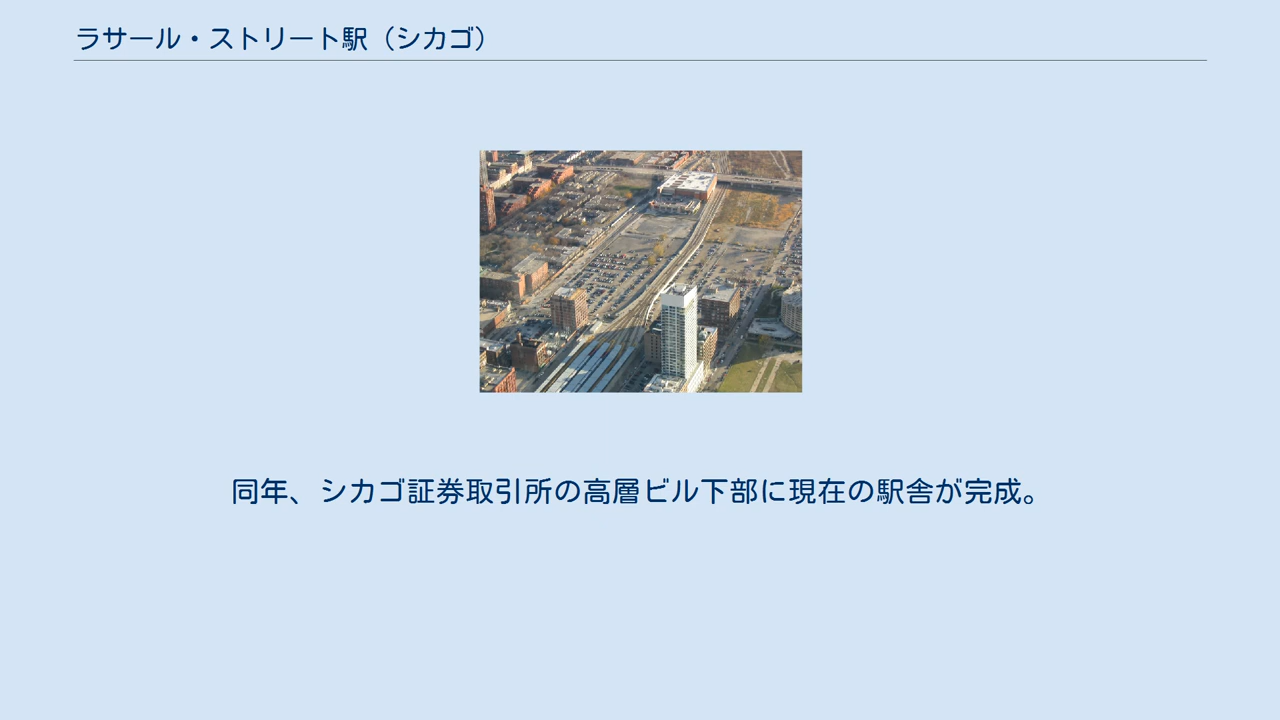 ラサール・ストリート駅（シカゴ）
同年、シカゴ証券取引所の高層ビル下部に現在の駅舎が完成。